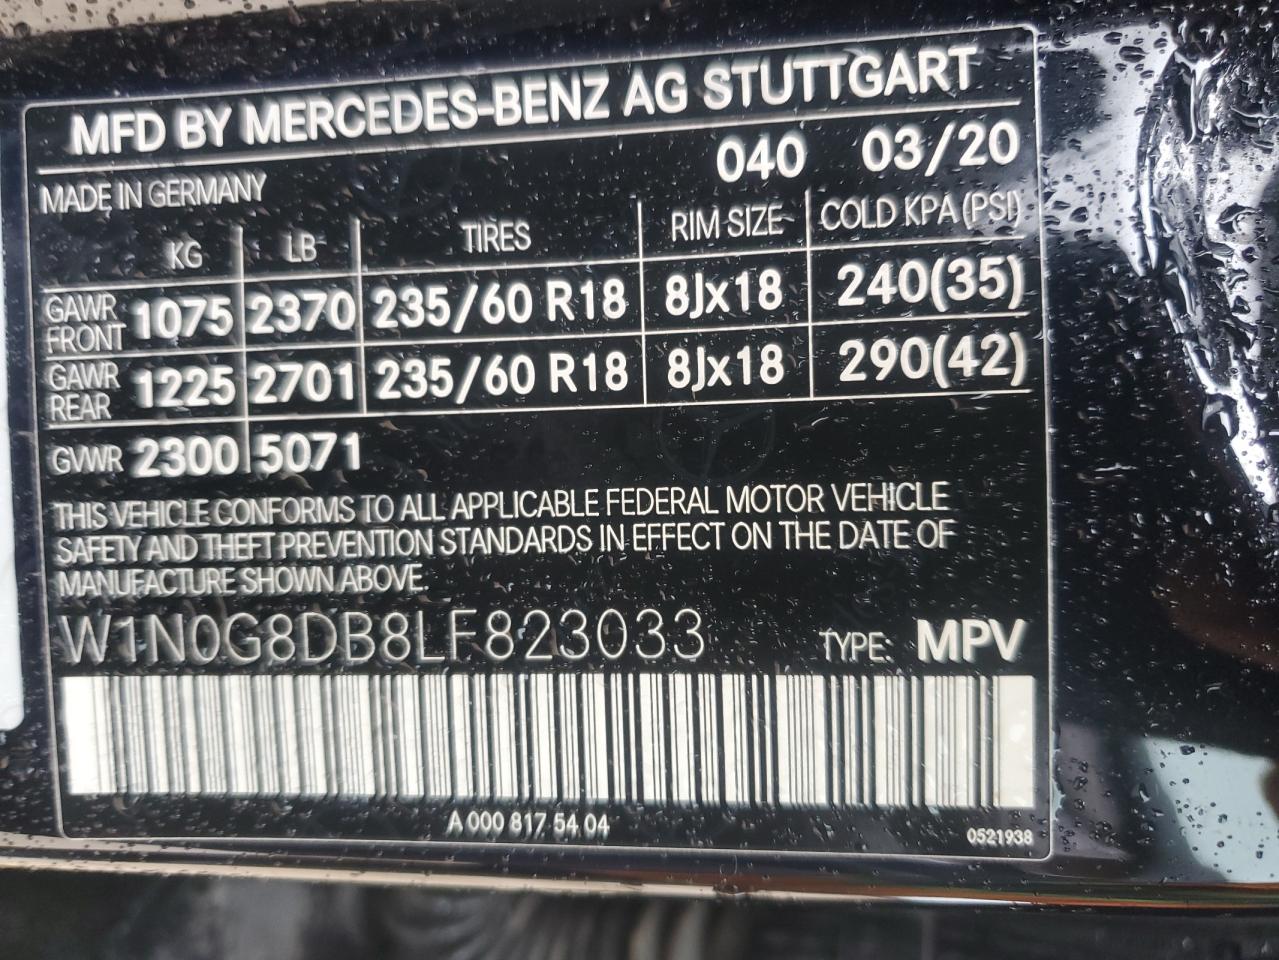 MFD BY MERCEDES-BENZ AG STUTTGART
040 03/20
MADE IN GERMANY
KG LB TIRES RIM SIZE COLD KPA (PSI)
GAWR FRONT 1075 2370 235/60 R18 8Jx18 240(35)
GAWR REAR 1225 2701 235/60 R18 8Jx18 290(42)
GVWR 2300 5071
THIS VEHICLE CONFORMS TO ALL APPLICABLE FEDERAL MOTOR VEHICLE
SAFETY AND THEFT PREVENTION STANDARDS IN EFFECT ON THE DATE OF
MANUFACTURE SHOWN ABOVE.
W1N0G8DB8LF823033 TYPE: MPV
A 000 817 54 04
0521938